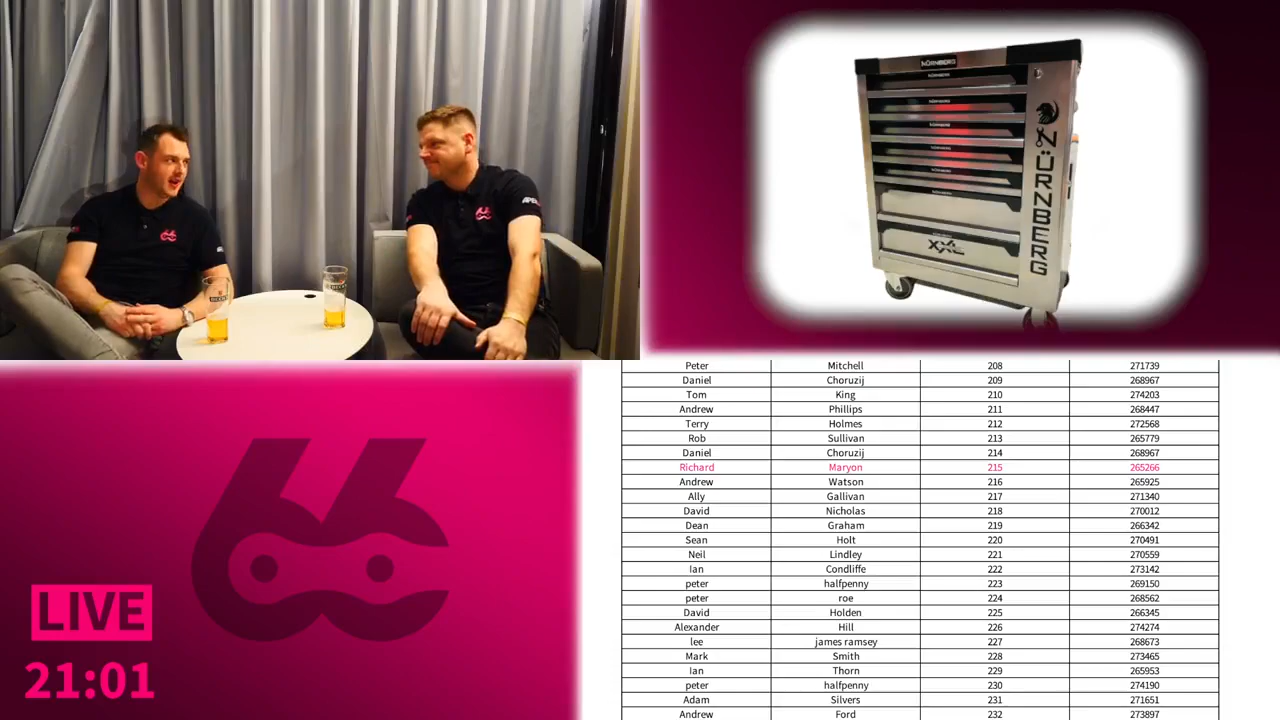 NÜRNBERG
NÜRNBERG
XXL
Peter Mitchell 208 271739
Daniel Choruzij 209 268967
Tom King 210 274203
Andrew Phillips 211 268447
Terry Holmes 212 272568
Rob Sullivan 213 265779
Daniel Choruzij 214 268967
Richard Maryon 215 265266
Andrew Watson 216 265925
Ally Gallivan 217 271340
David Nicholas 218 270012
Dean Graham 219 266342
Sean Holt 220 270491
Neil Lindley 221 270559
Ian Condliffe 222 273142
peter halfpenny 223 269150
peter roe 224 268562
David Holden 225 266345
Alexander Hill 226 274274
lee james ramsey 227 268673
Mark Smith 228 273465
Ian Thorn 229 265953
peter halfpenny 230 274190
Adam Silvers 231 271651
Andrew Ford 232 273897
66
LIVE
21:01